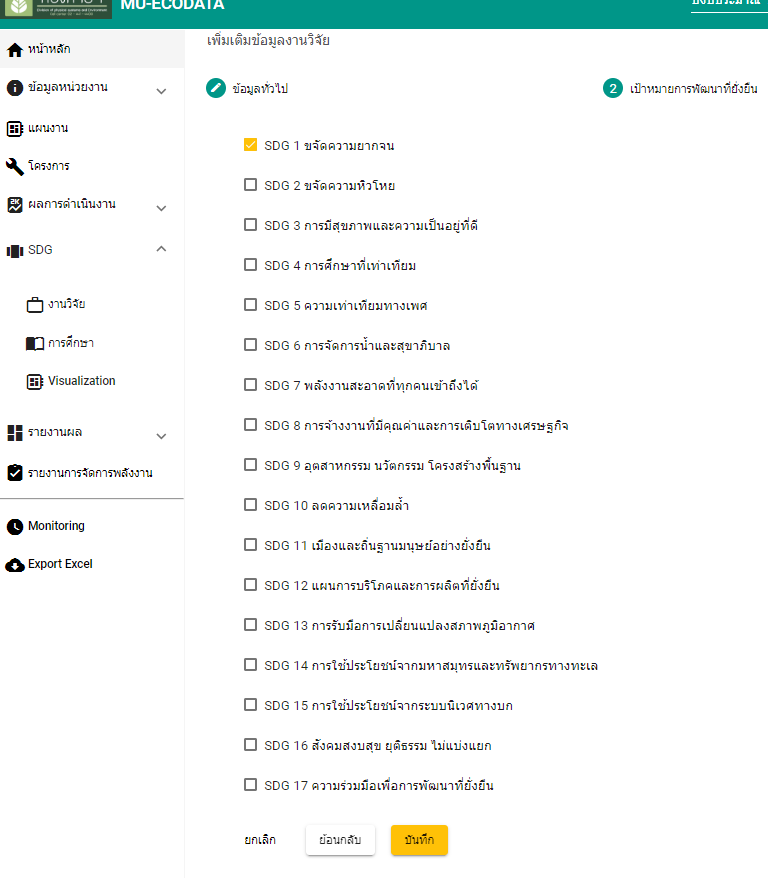 MU-ECODATA
Division of physical systems and Environment
หน้าหลัก
ข้อมูลหน่วยงาน
แผนงาน
โครงการ
ผลการดำเนินงาน
SDG
งานวิจัย
การศึกษา
Visualization
รายงานผล
รายงานการจัดการพลังงาน
Monitoring
Export Excel
เพิ่มเติมข้อมูลงานวิจัย
ข้อมูลทั่วไป
2 เป้าหมายการพัฒนาที่ยั่งยืน
SDG 1 ขจัดความยากจน
SDG 2 ขจัดความหิวโหย
SDG 3 การมีสุขภาพและความเป็นอยู่ที่ดี
SDG 4 การศึกษาที่เท่าเทียม
SDG 5 ความเท่าเทียมทางเพศ
SDG 6 การจัดการน้ำและสุขาภิบาล
SDG 7 พลังงานสะอาดที่ทุกคนเข้าถึงได้
SDG 8 การจ้างงานที่มีคุณค่าและการเติบโตทางเศรษฐกิจ
SDG 9 อุตสาหกรรม นวัตกรรม โครงสร้างพื้นฐาน
SDG 10 ลดความเหลื่อมล้ำ
SDG 11 เมืองและถิ่นฐานมนุษย์อย่างยั่งยืน
SDG 12 แผนการบริโภคและการผลิตที่ยั่งยืน
SDG 13 การรับมือการเปลี่ยนแปลงสภาพภูมิอากาศ
SDG 14 การใช้ประโยชน์จากมหาสมุทรและทรัพยากรทางทะเล
SDG 15 การใช้ประโยชน์จากระบบนิเวศทางบก
SDG 16 สังคมสงบสุข ยุติธรรม ไม่แบ่งแยก
SDG 17 ความร่วมมือเพื่อการพัฒนาที่ยั่งยืน
ยกเลิก ย้อนกลับ บันทึก